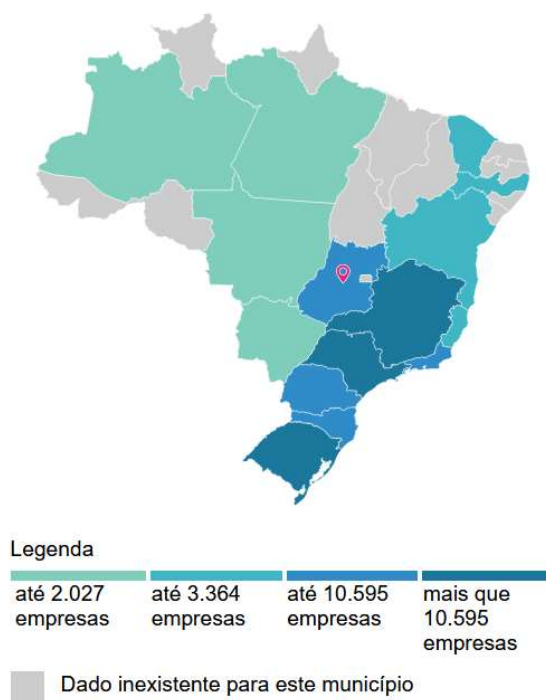 Legenda
até 2.027
empresas
até 3.364
empresas
até 10.595
empresas
mais que
10.595
empresas
Dado inexistente para este município